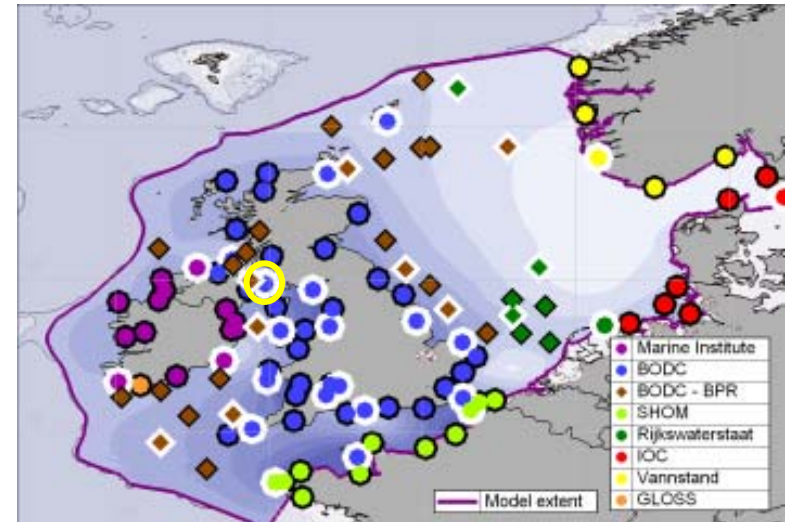 Marine Institute
BODC
BODC - BPR
SHOM
Rijkswaterstaat
IOC
Vannstand
GLOSS
Model extent